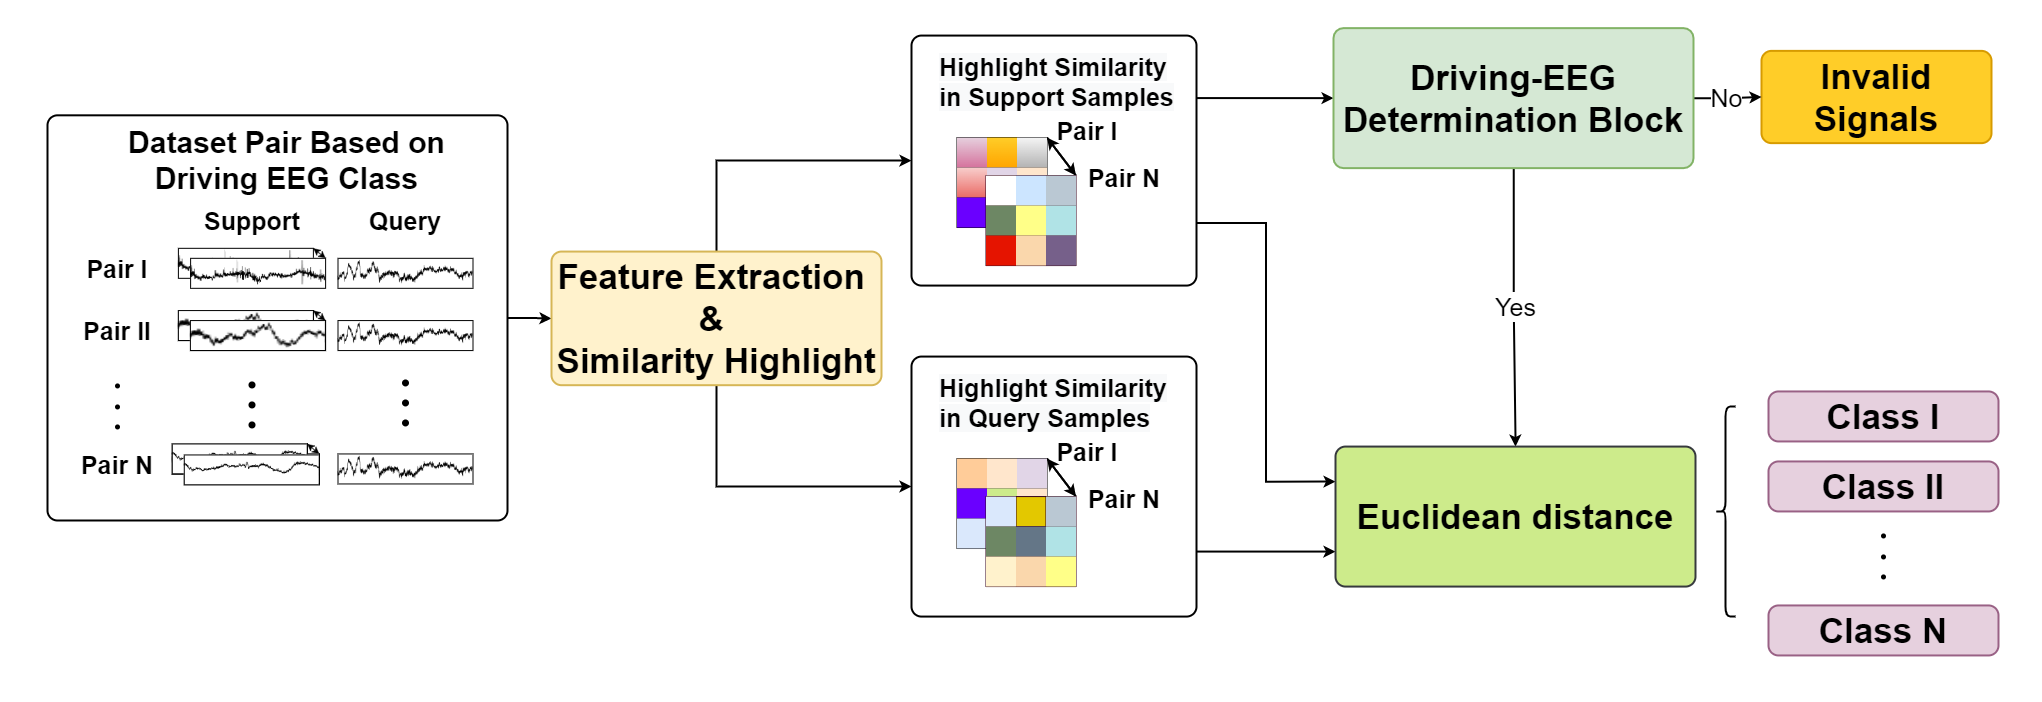 Dataset Pair Based on
Driving EEG Class
Support Query
Pair I
Pair II
Pair N
Feature Extraction
&
Similarity Highlight
Highlight Similarity
in Support Samples
Pair I
Pair N
Highlight Similarity
in Query Samples
Pair I
Pair N
Driving-EEG
Determination Block
No
Invalid
Signals
Yes
Euclidean distance
Class I
Class II
Class N